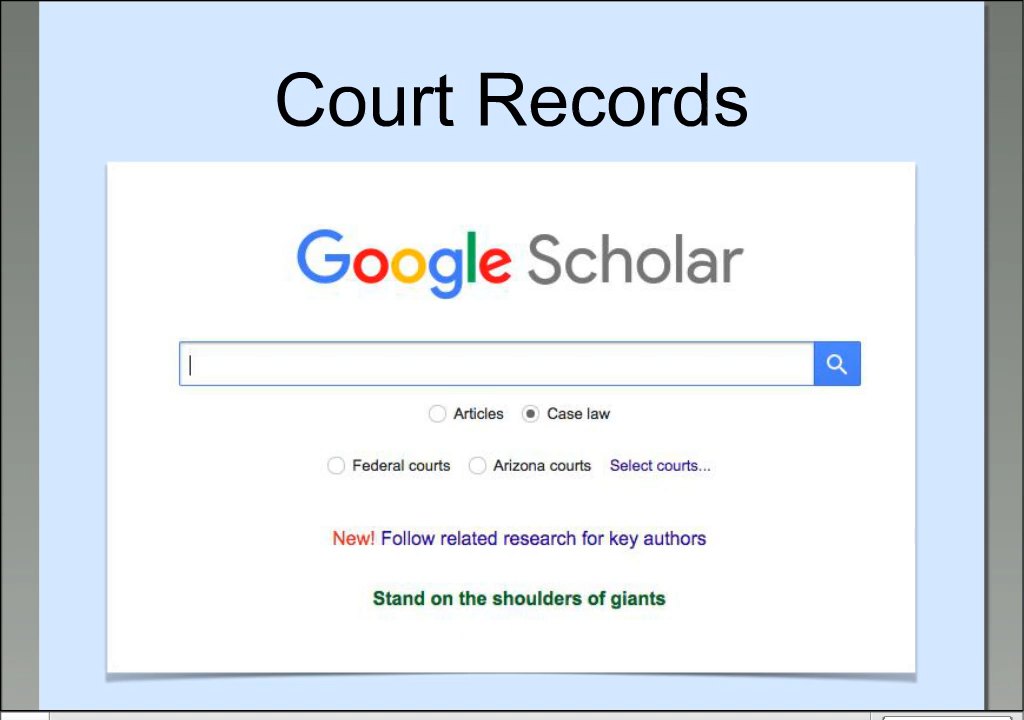 Court Records
Google Scholar
Articles Case law
Federal courts Arizona courts Select courts...
New! Follow related research for key authors
Stand on the shoulders of giants